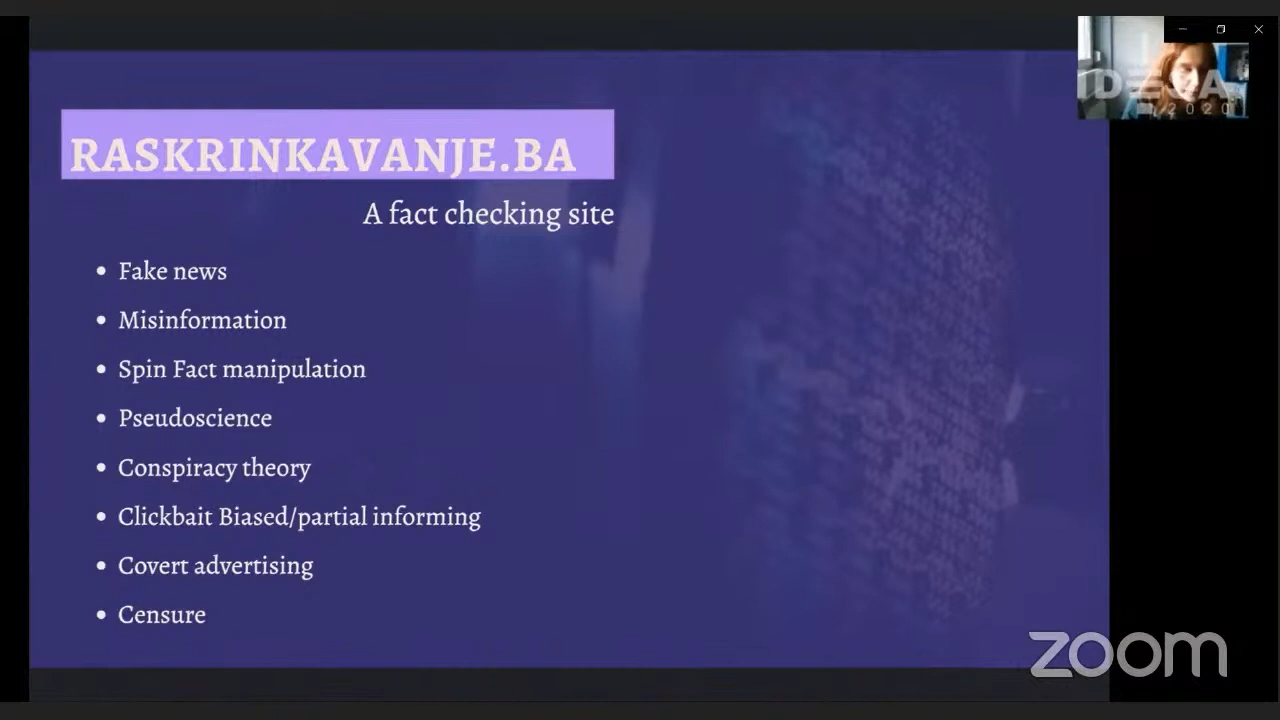 RASKRINKAVANJE.BA
A fact checking site
• Fake news
• Misinformation
• Spin Fact manipulation
• Pseudoscience
• Conspiracy theory
• Clickbait Biased/partial informing
• Covert advertising
• Censure
2020
zoom